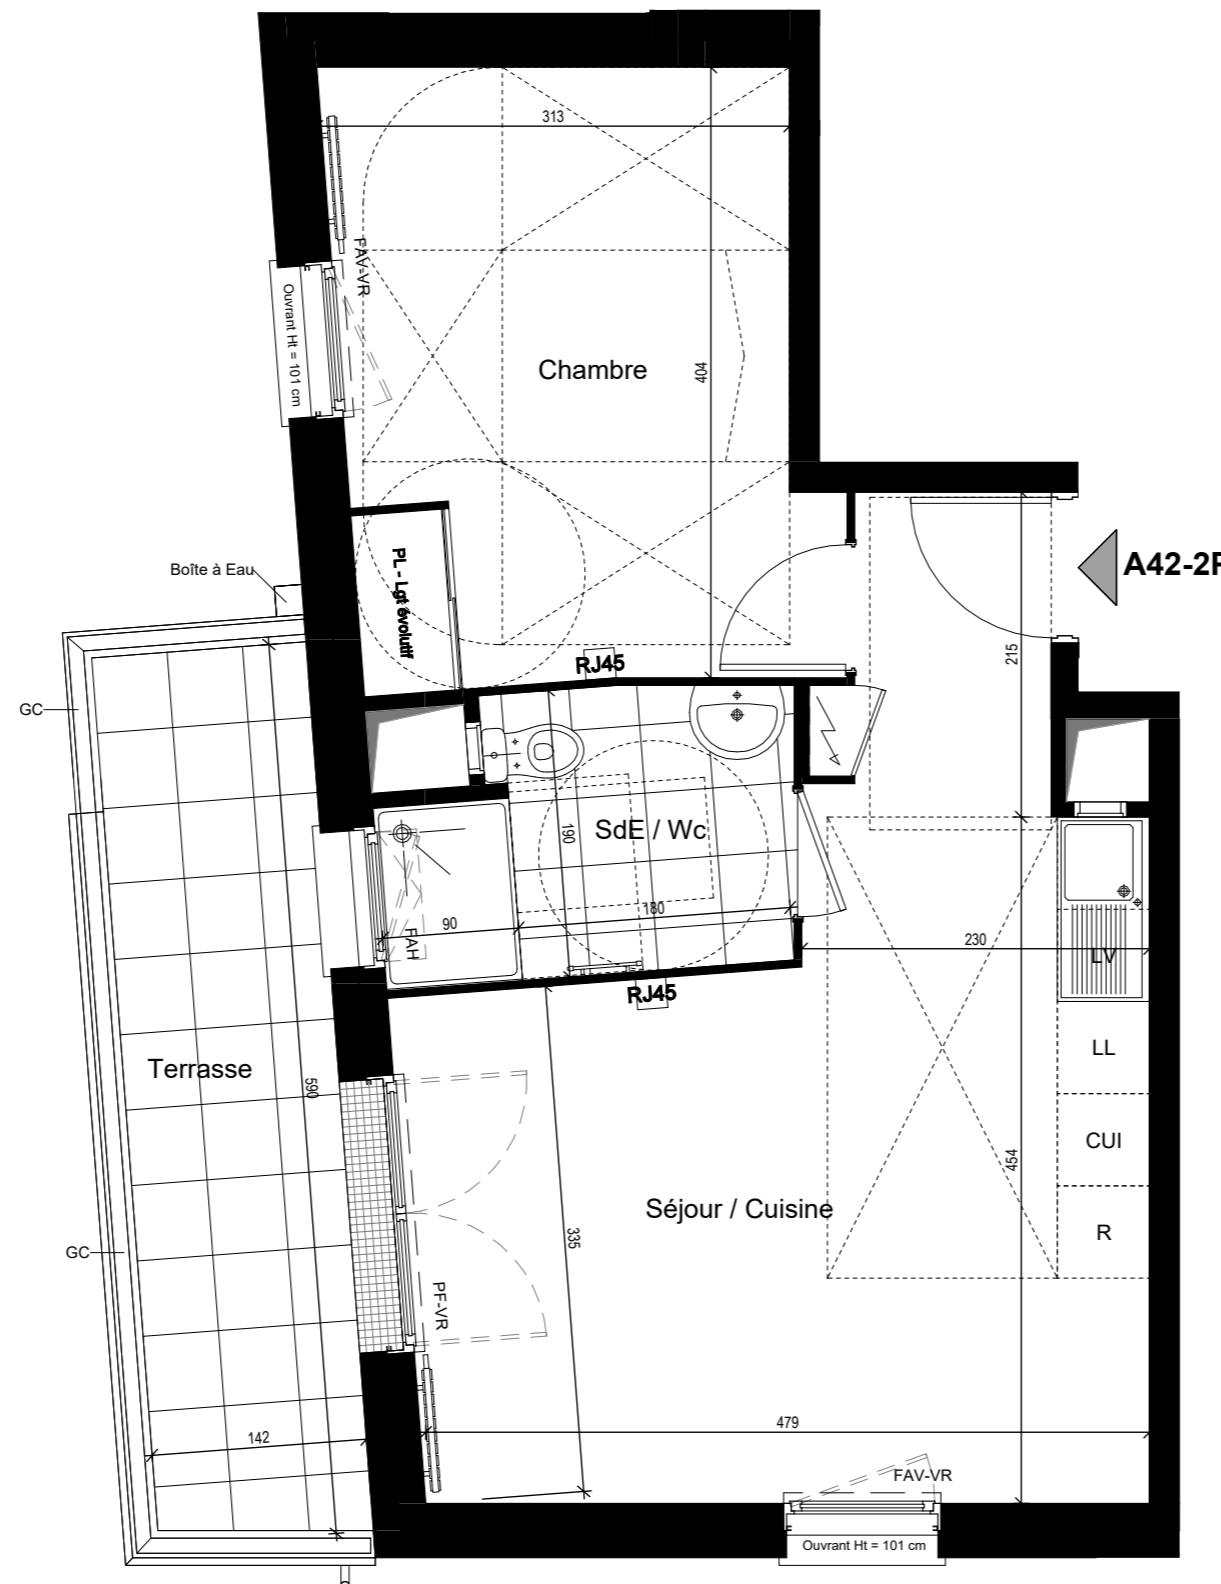 313
FAV-VR
Ouvrant Ht = 101 cm
Chambre
404
A42-2P
Boîte à Eau
PL - Lgt évolutif
RJ45
215
GC
SdE / Wc
190
180
90
FAH
230
LV
RJ45
LL
Terrasse
590
CUI
454
Séjour / Cuisine
335
R
GC
PF-VR
479
142
FAV-VR
Ouvrant Ht = 101 cm